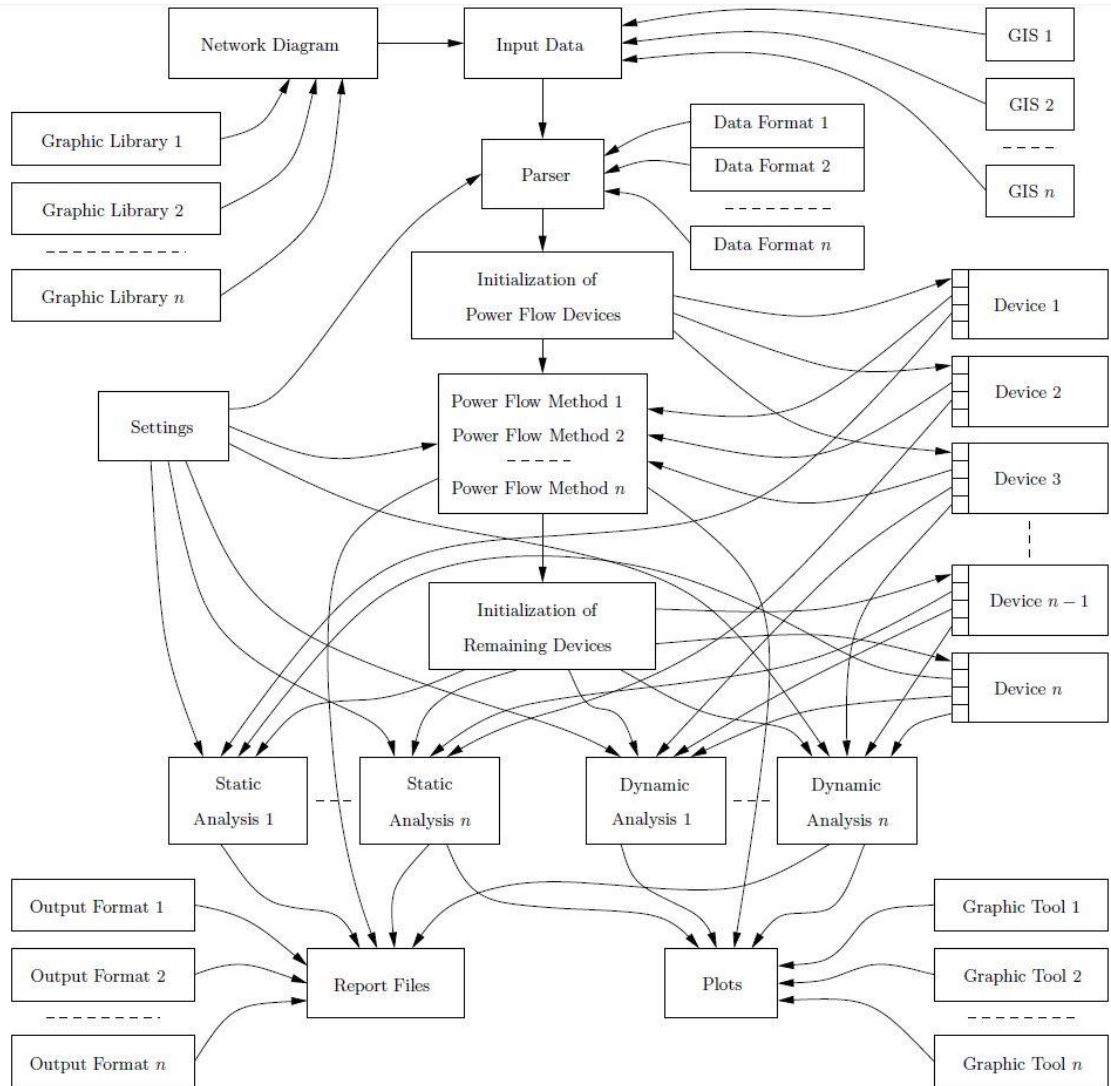 Network Diagram
Input Data
GIS 1
GIS 2
GIS n
Graphic Library 1
Graphic Library 2
Graphic Library n
Data Format 1
Data Format 2
Data Format n
Parser
Initialization of
Power Flow Devices
Device 1
Device 2
Device 3
Device n − 1
Device n
Settings
Power Flow Method 1
Power Flow Method 2
Power Flow Method n
Initialization of
Remaining Devices
Static
Analysis 1
Static
Analysis n
Dynamic
Analysis 1
Dynamic
Analysis n
Output Format 1
Output Format 2
Output Format n
Report Files
Plots
Graphic Tool 1
Graphic Tool 2
Graphic Tool n